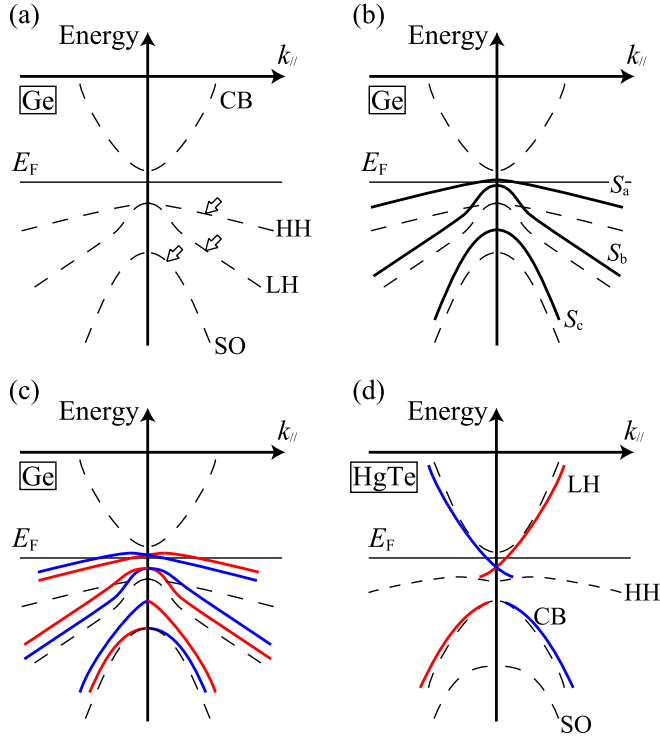 (a)
Energy
k//
Ge
CB
EF
HH
LH
SO
(b)
Energy
k//
Ge
EF
Sa
Sb
Sc
(c)
Energy
k//
Ge
EF
(d)
Energy
k//
HgTe
LH
EF
HH
CB
SO